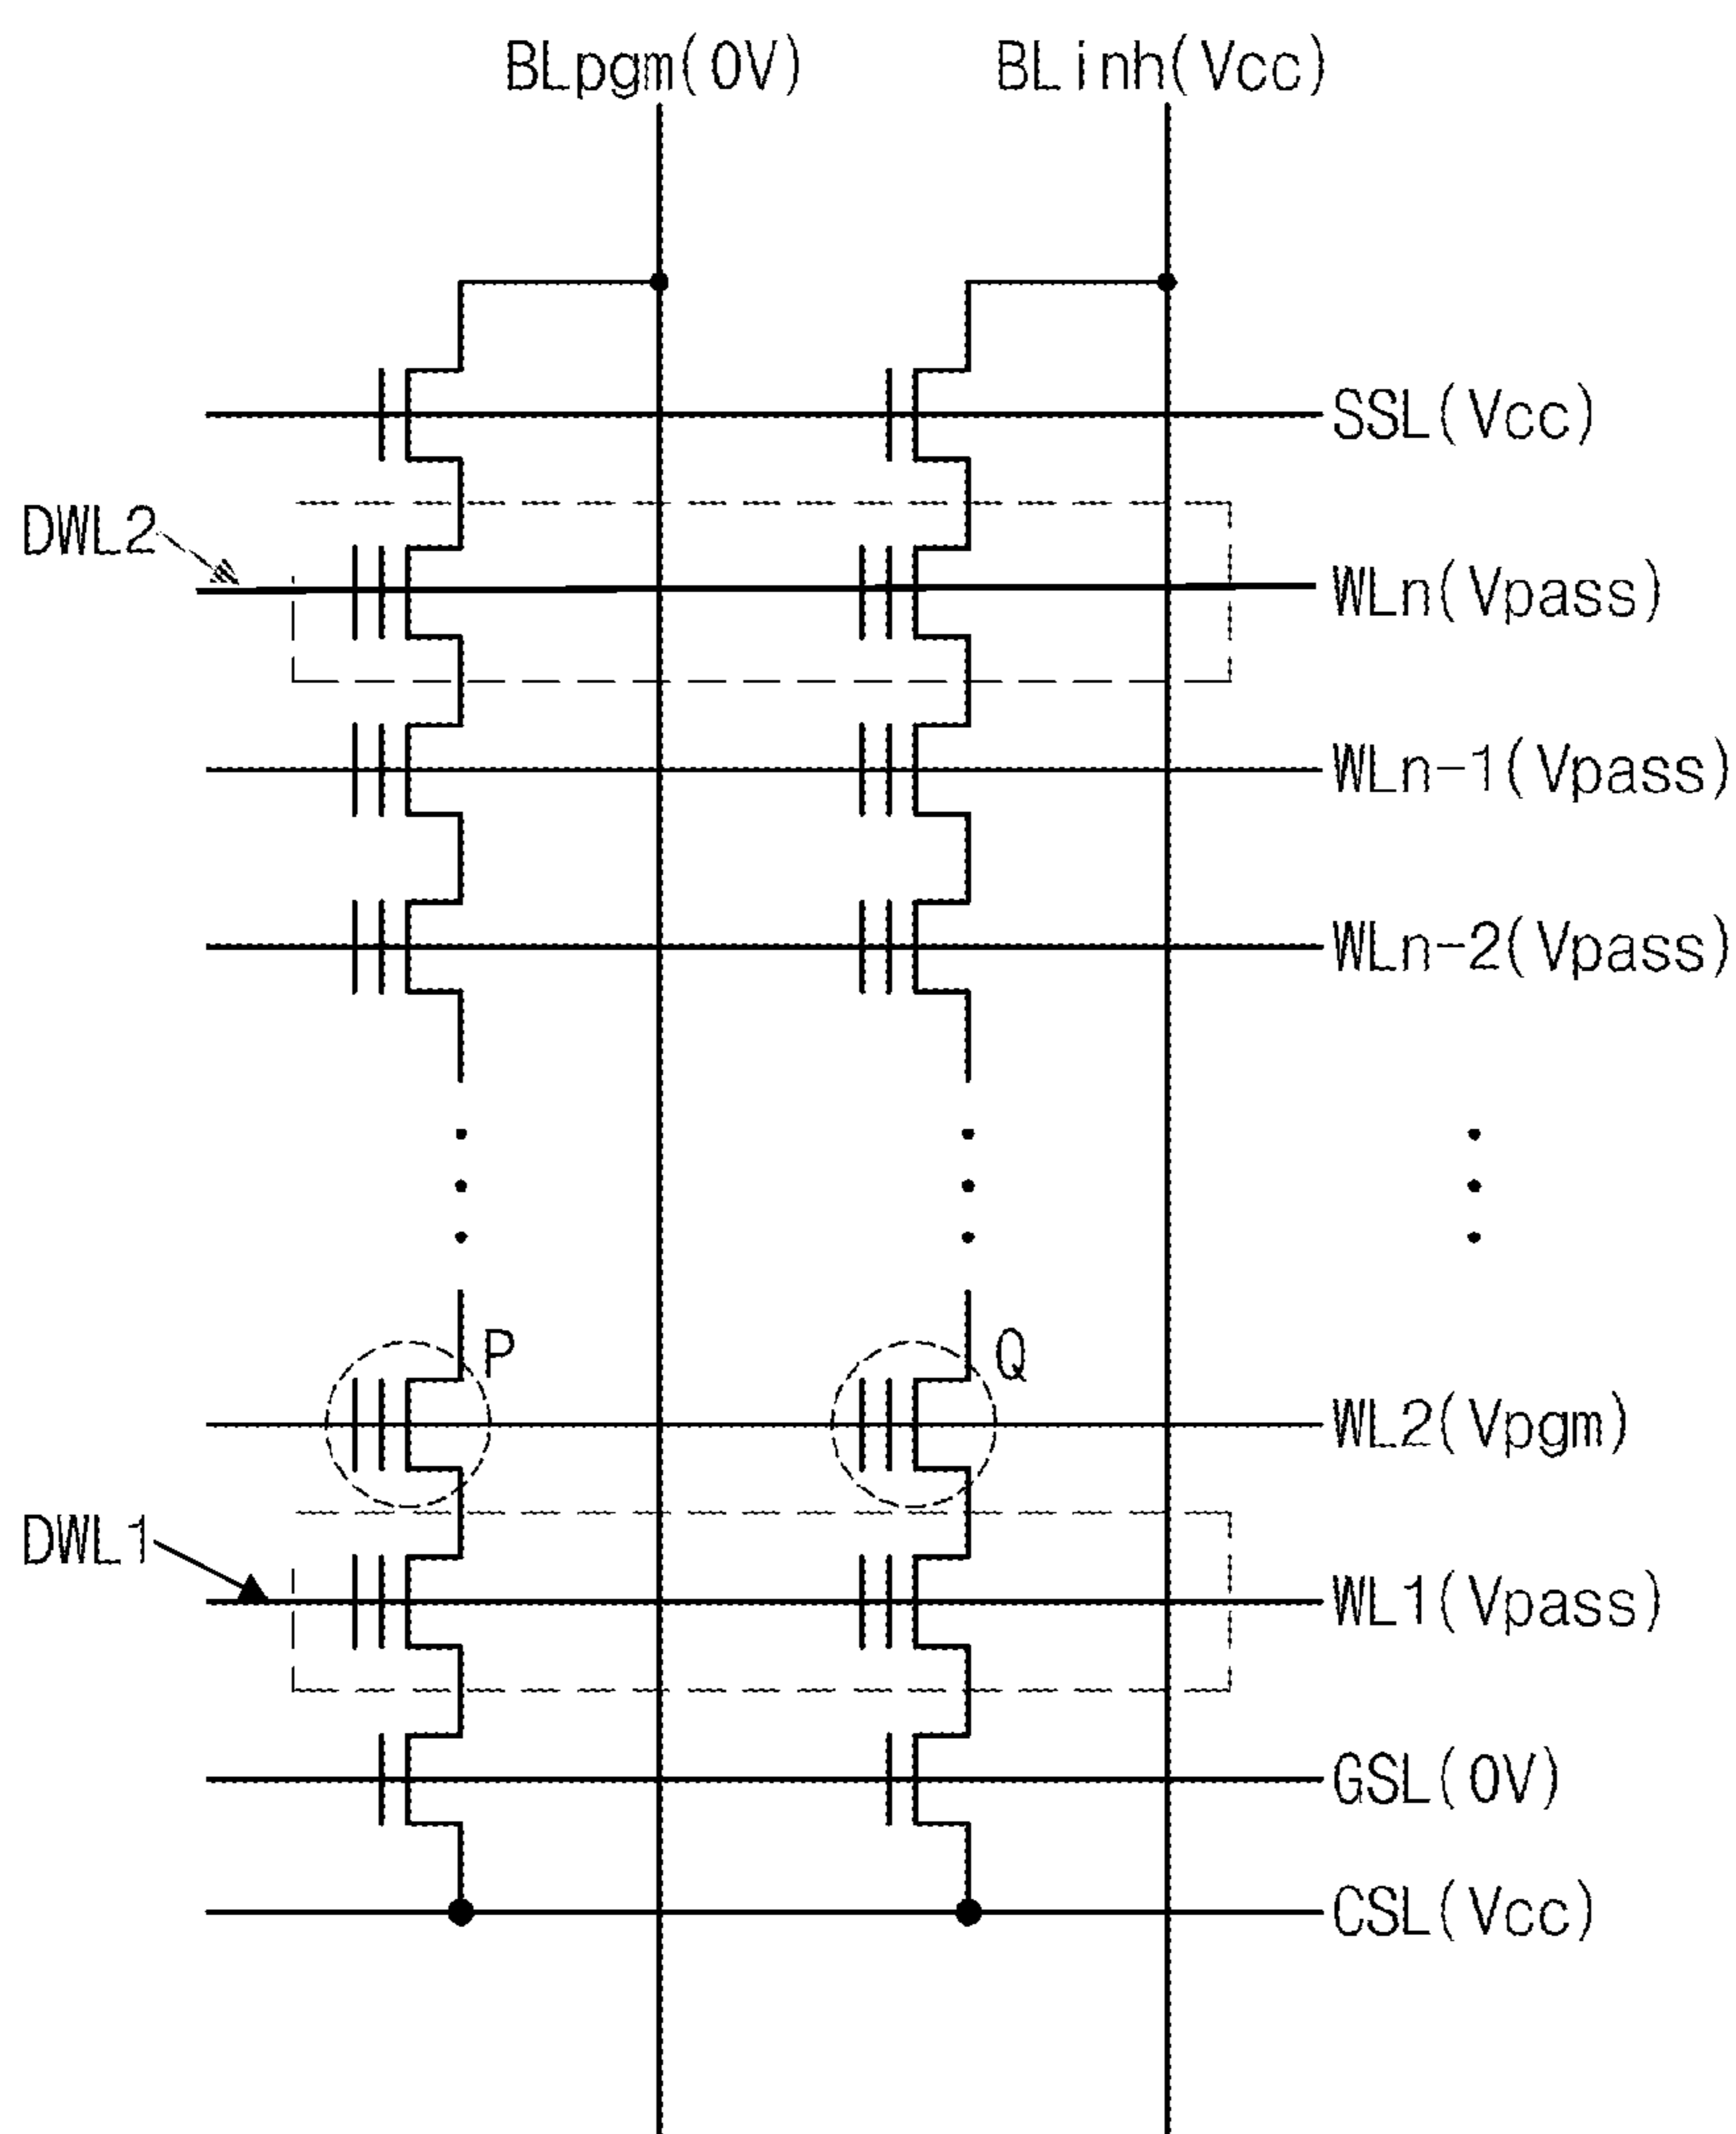 BLpgm(0V)
BLinh(Vcc)
SSL(Vcc)
DWL2
WLn(Vpass)
WLn-1(Vpass)
WLn-2(Vpass)
P
Q
WL2(Vpgm)
DWL1
WL1(Vpass)
GSL(0V)
CSL(Vcc)